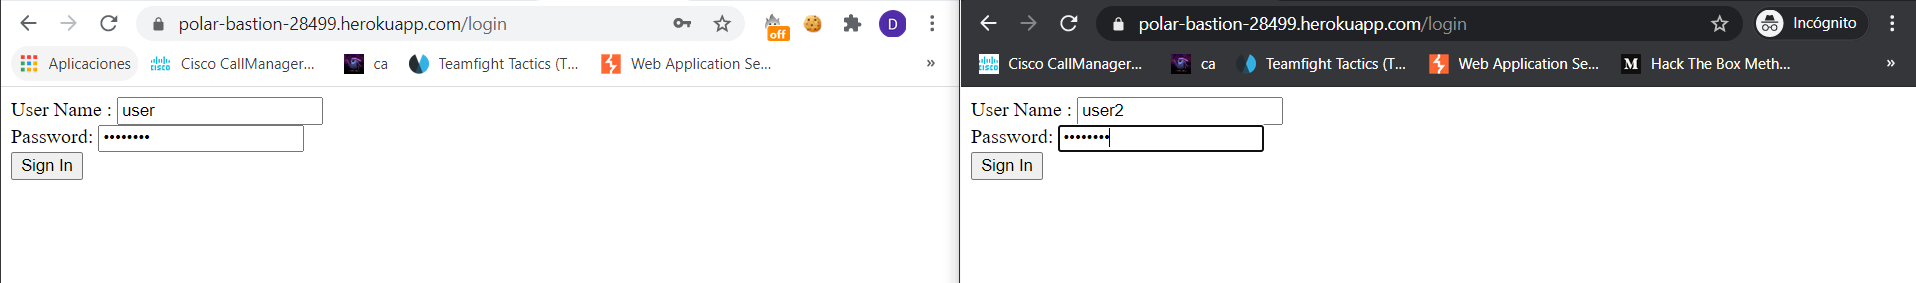 polar-bastion-28499.herokuapp.com/login
off
D
Aplicaciones
Cisco CallManager...
ca
Teamfight Tactics (T...
Web Application Se...
»
User Name : user
Password: ••••••••
Sign In
polar-bastion-28499.herokuapp.com/login
Incógnito
cisco
Cisco CallManager...
ca
Teamfight Tactics (T...
Web Application Se...
M
Hack The Box Meth...
»
User Name : user2
Password: ••••••••
Sign In